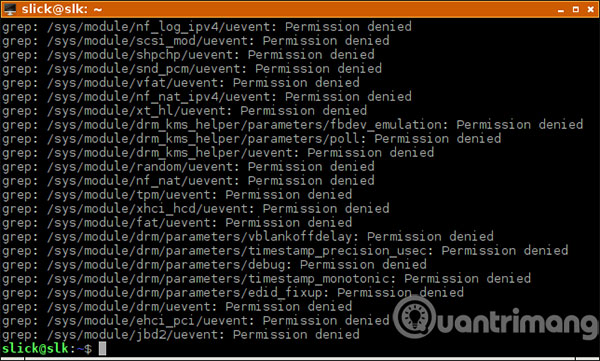 slick@slk: ~
grep: /sys/module/nf_log_ipv4/uevent: Permission denied
grep: /sys/module/scsi_mod/uevent: Permission denied
grep: /sys/module/shpchp/uevent: Permission denied
grep: /sys/module/snd_pcm/uevent: Permission denied
grep: /sys/module/vfat/uevent: Permission denied
grep: /sys/module/nf_nat_ipv4/uevent: Permission denied
grep: /sys/module/xt_hl/uevent: Permission denied
grep: /sys/module/drm_kms_helper/parameters/fbdev_emulation: Permission denied
grep: /sys/module/drm_kms_helper/parameters/poll: Permission denied
grep: /sys/module/drm_kms_helper/uevent: Permission denied
grep: /sys/module/random/uevent: Permission denied
grep: /sys/module/nf_nat/uevent: Permission denied
grep: /sys/module/tpm/uevent: Permission denied
grep: /sys/module/xhci_hcd/uevent: Permission denied
grep: /sys/module/fat/uevent: Permission denied
grep: /sys/module/drm/parameters/vblankoffdelay: Permission denied
grep: /sys/module/drm/parameters/timestamp_precision_usec: Permission denied
grep: /sys/module/drm/parameters/debug: Permission denied
grep: /sys/module/drm/parameters/timestamp_monotonic: Permission denied
grep: /sys/module/drm/parameters/edid_fixup: Permission denied
grep: /sys/module/drm/uevent: Permission denied
grep: /sys/module/ehci_pci/uevent: Permission denied
grep: /sys/module/jbd2/uevent: Permission denied
slick@slk:~$
Quantrimang